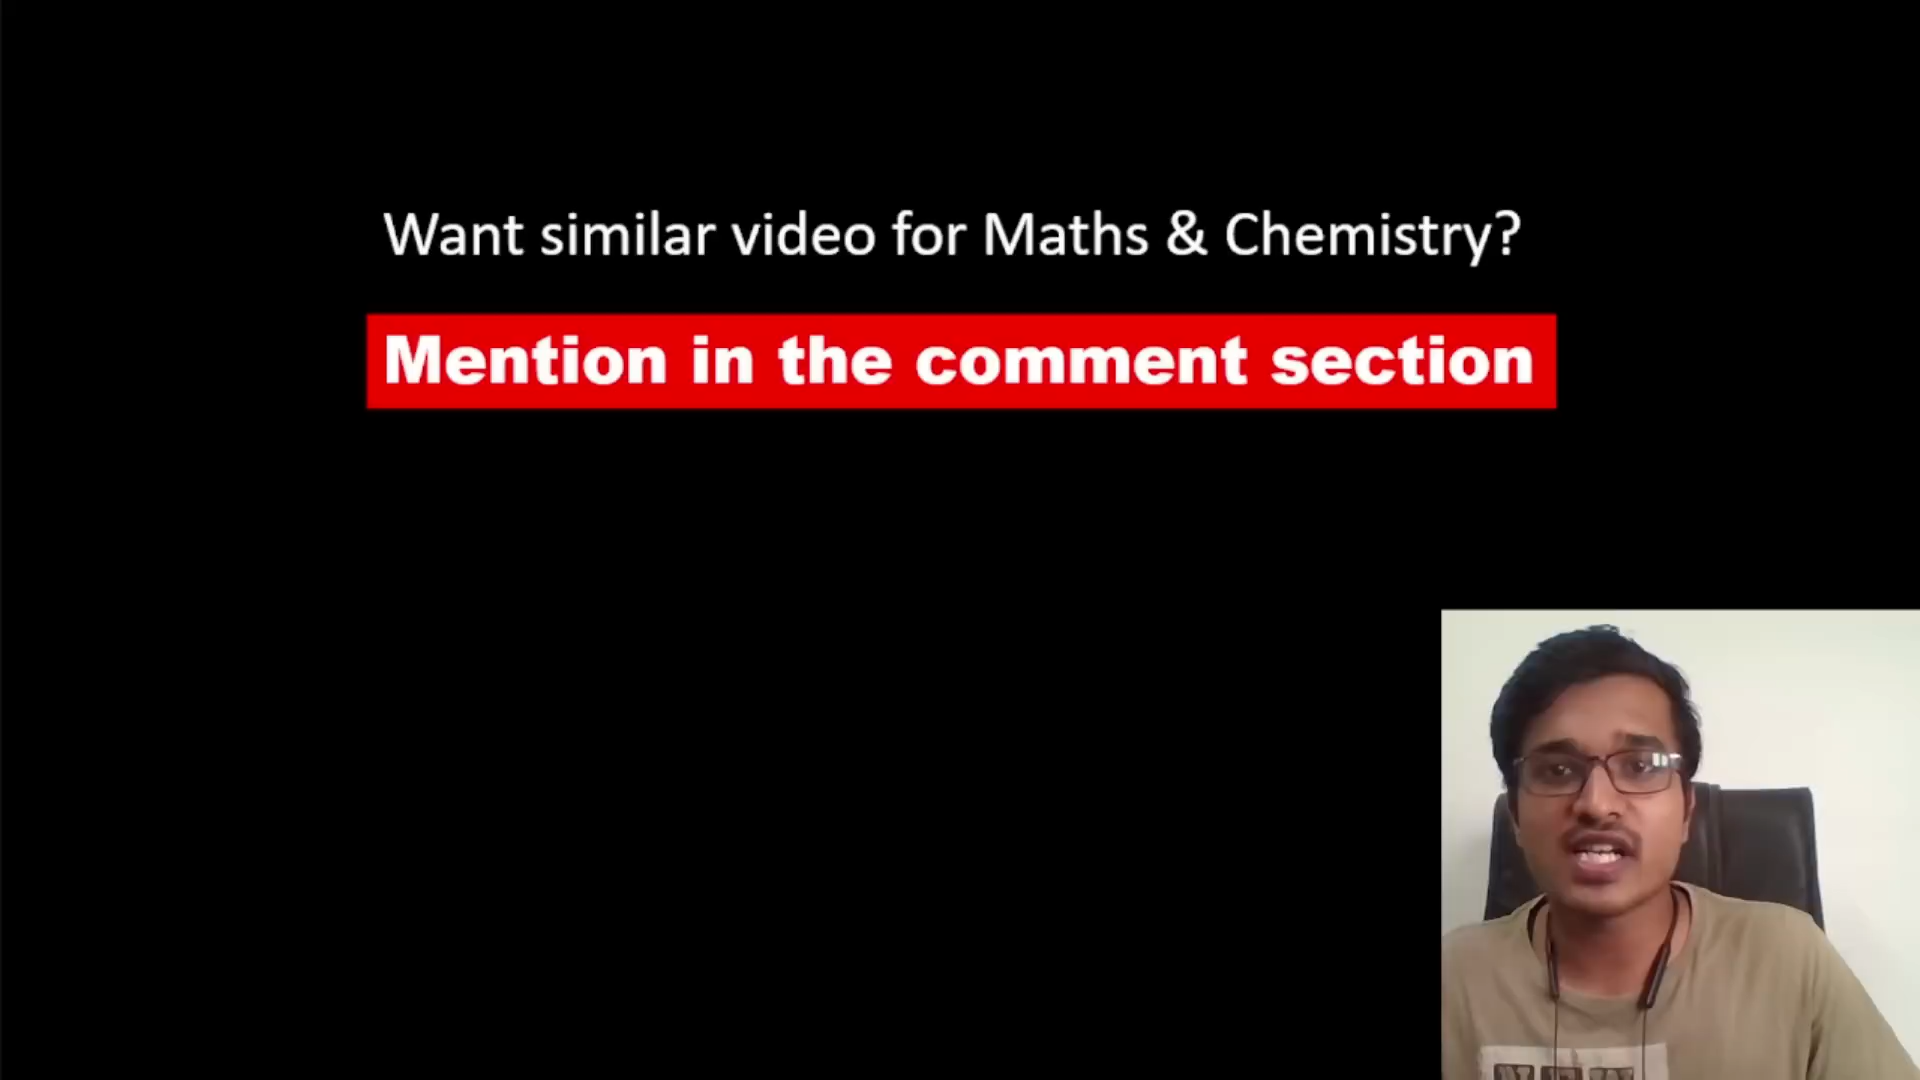 Want similar video for Maths & Chemistry?
Mention in the comment section